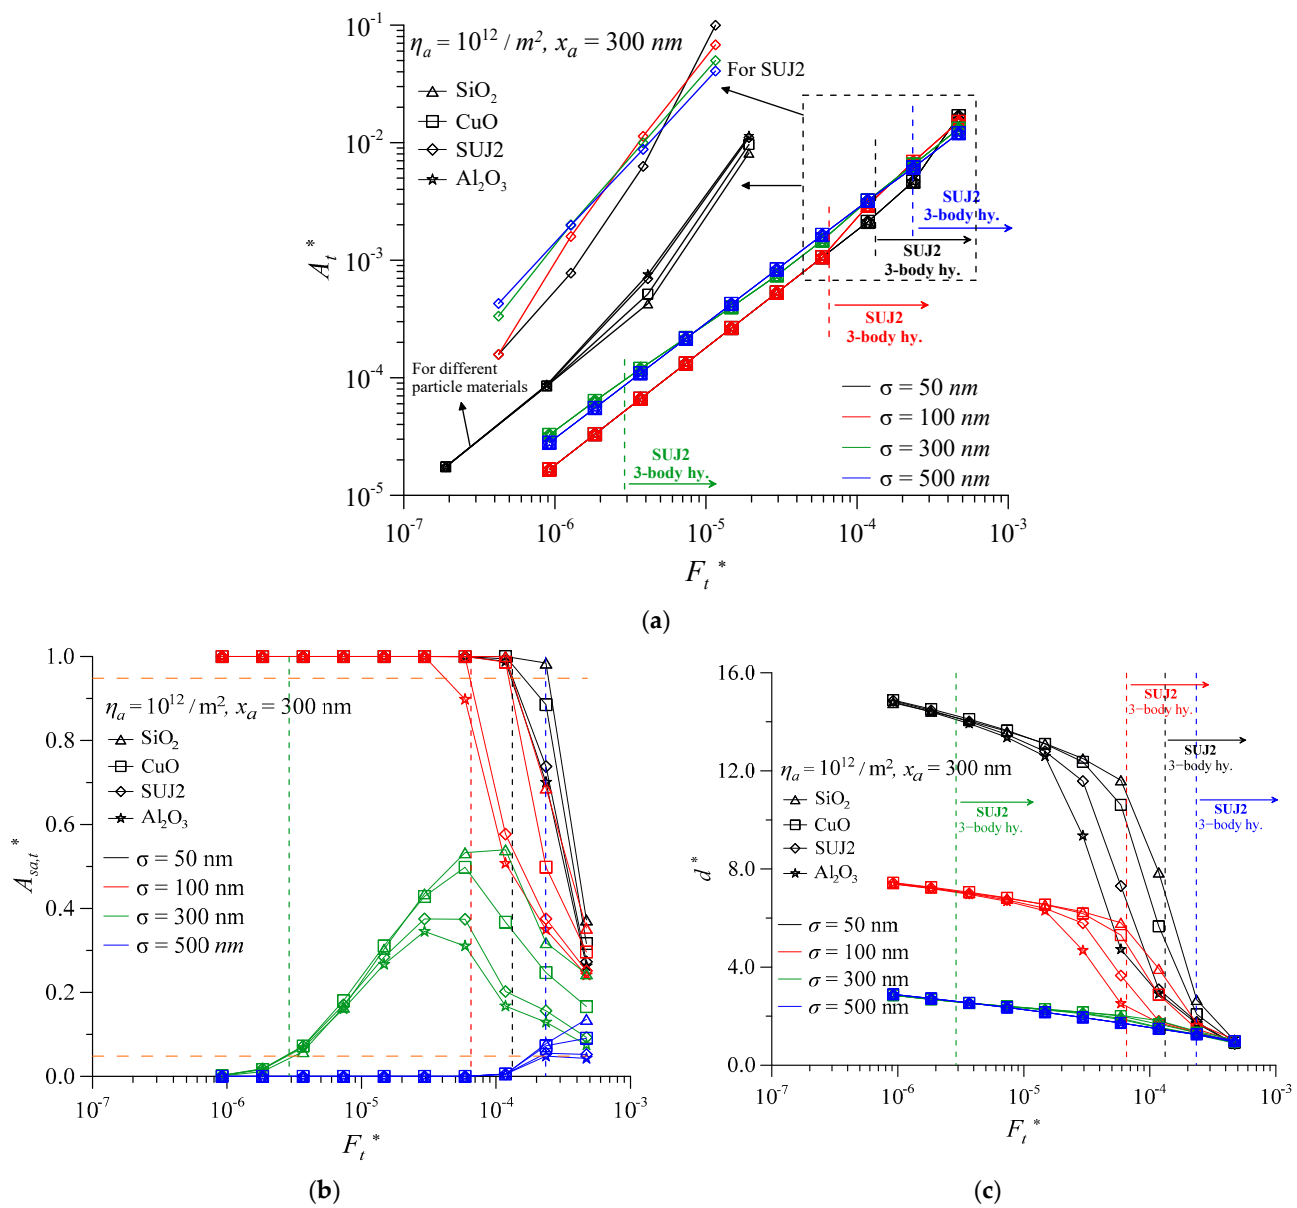 η_a = 10^12 / m^2, x_a = 300 nm
SiO_2
CuO
SUJ2
Al_2O_3
For SUJ2
For different
particle materials
SUJ2
3-body hy.
SUJ2
3-body hy.
SUJ2
3-body hy.
SUJ2
3-body hy.
σ = 50 nm
σ = 100 nm
σ = 300 nm
σ = 500 nm
A_t^*
10^-1
10^-2
10^-3
10^-4
10^-5
10^-7 10^-6 10^-5 10^-4 10^-3
F_t^*
(a)
A_sa,t^*
1.0
0.8
0.6
0.4
0.2
0.0
η_a = 10^12 / m^2, x_a = 300 nm
SiO_2
CuO
SUJ2
Al_2O_3
σ = 50 nm
σ = 100 nm
σ = 300 nm
σ = 500 nm
10^-7 10^-6 10^-5 10^-4 10^-3
F_t^*
(b)
d^*
16.0
12.0
8.0
4.0
0.0
SUJ2
3−body hy.
SUJ2
3−body hy.
η_a = 10^12 / m^2, x_a = 300 nm
SiO_2
CuO
SUJ2
Al_2O_3
SUJ2
3−body hy.
SUJ2
3−body hy.
σ = 50 nm
σ = 100 nm
σ = 300 nm
σ = 500 nm
10^-7 10^-6 10^-5 10^-4 10^-3
F_t^*
(c)